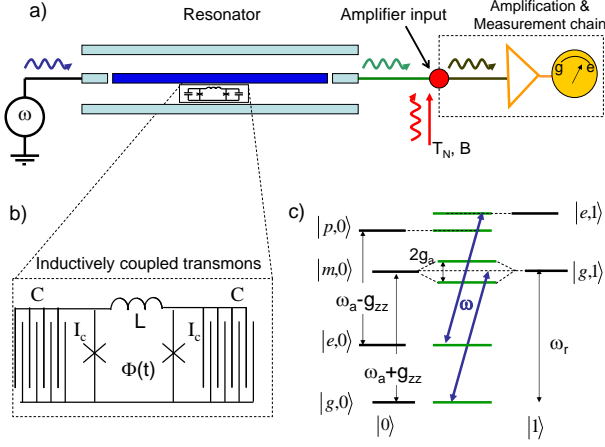 a)
Resonator
Amplifier input
Amplification
& Measurement chain
g
e
ω
T_N, B
b)
Inductively coupled transmons
C
C
I_c
L
I_c
Φ(t)
c)
|e,1⟩
|p,0⟩
2g_a
|m,0⟩
|g,1⟩
ω
ω_a-g_zz
ω_r
|e,0⟩
ω_a+g_zz
|g,0⟩
|0⟩
|1⟩